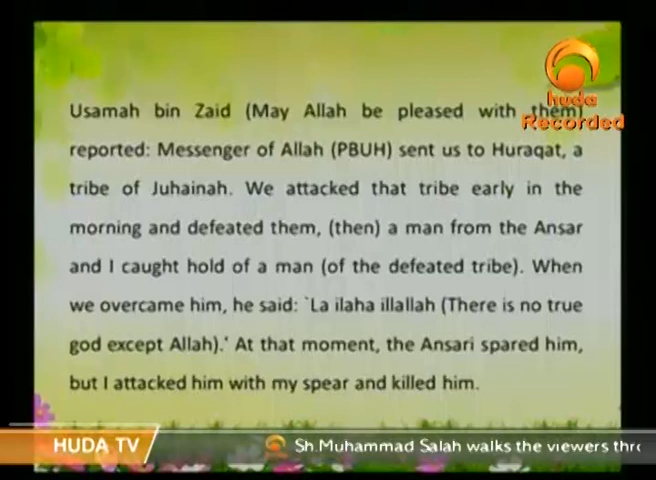 Usamah bin Zaid (May Allah be pleased with them)
reported: Messenger of Allah (PBUH) sent us to Huraqat, a
tribe of Juhainah. We attacked that tribe early in the
morning and defeated them, (then) a man from the Ansar
and I caught hold of a man (of the defeated tribe). When
we overcame him, he said: `La ilaha illallah (There is no true
god except Allah).' At that moment, the Ansari spared him,
but I attacked him with my spear and killed him.
huda
Recorded
HUDA TV
Sh.Muhammad Salah walks the viewers thro